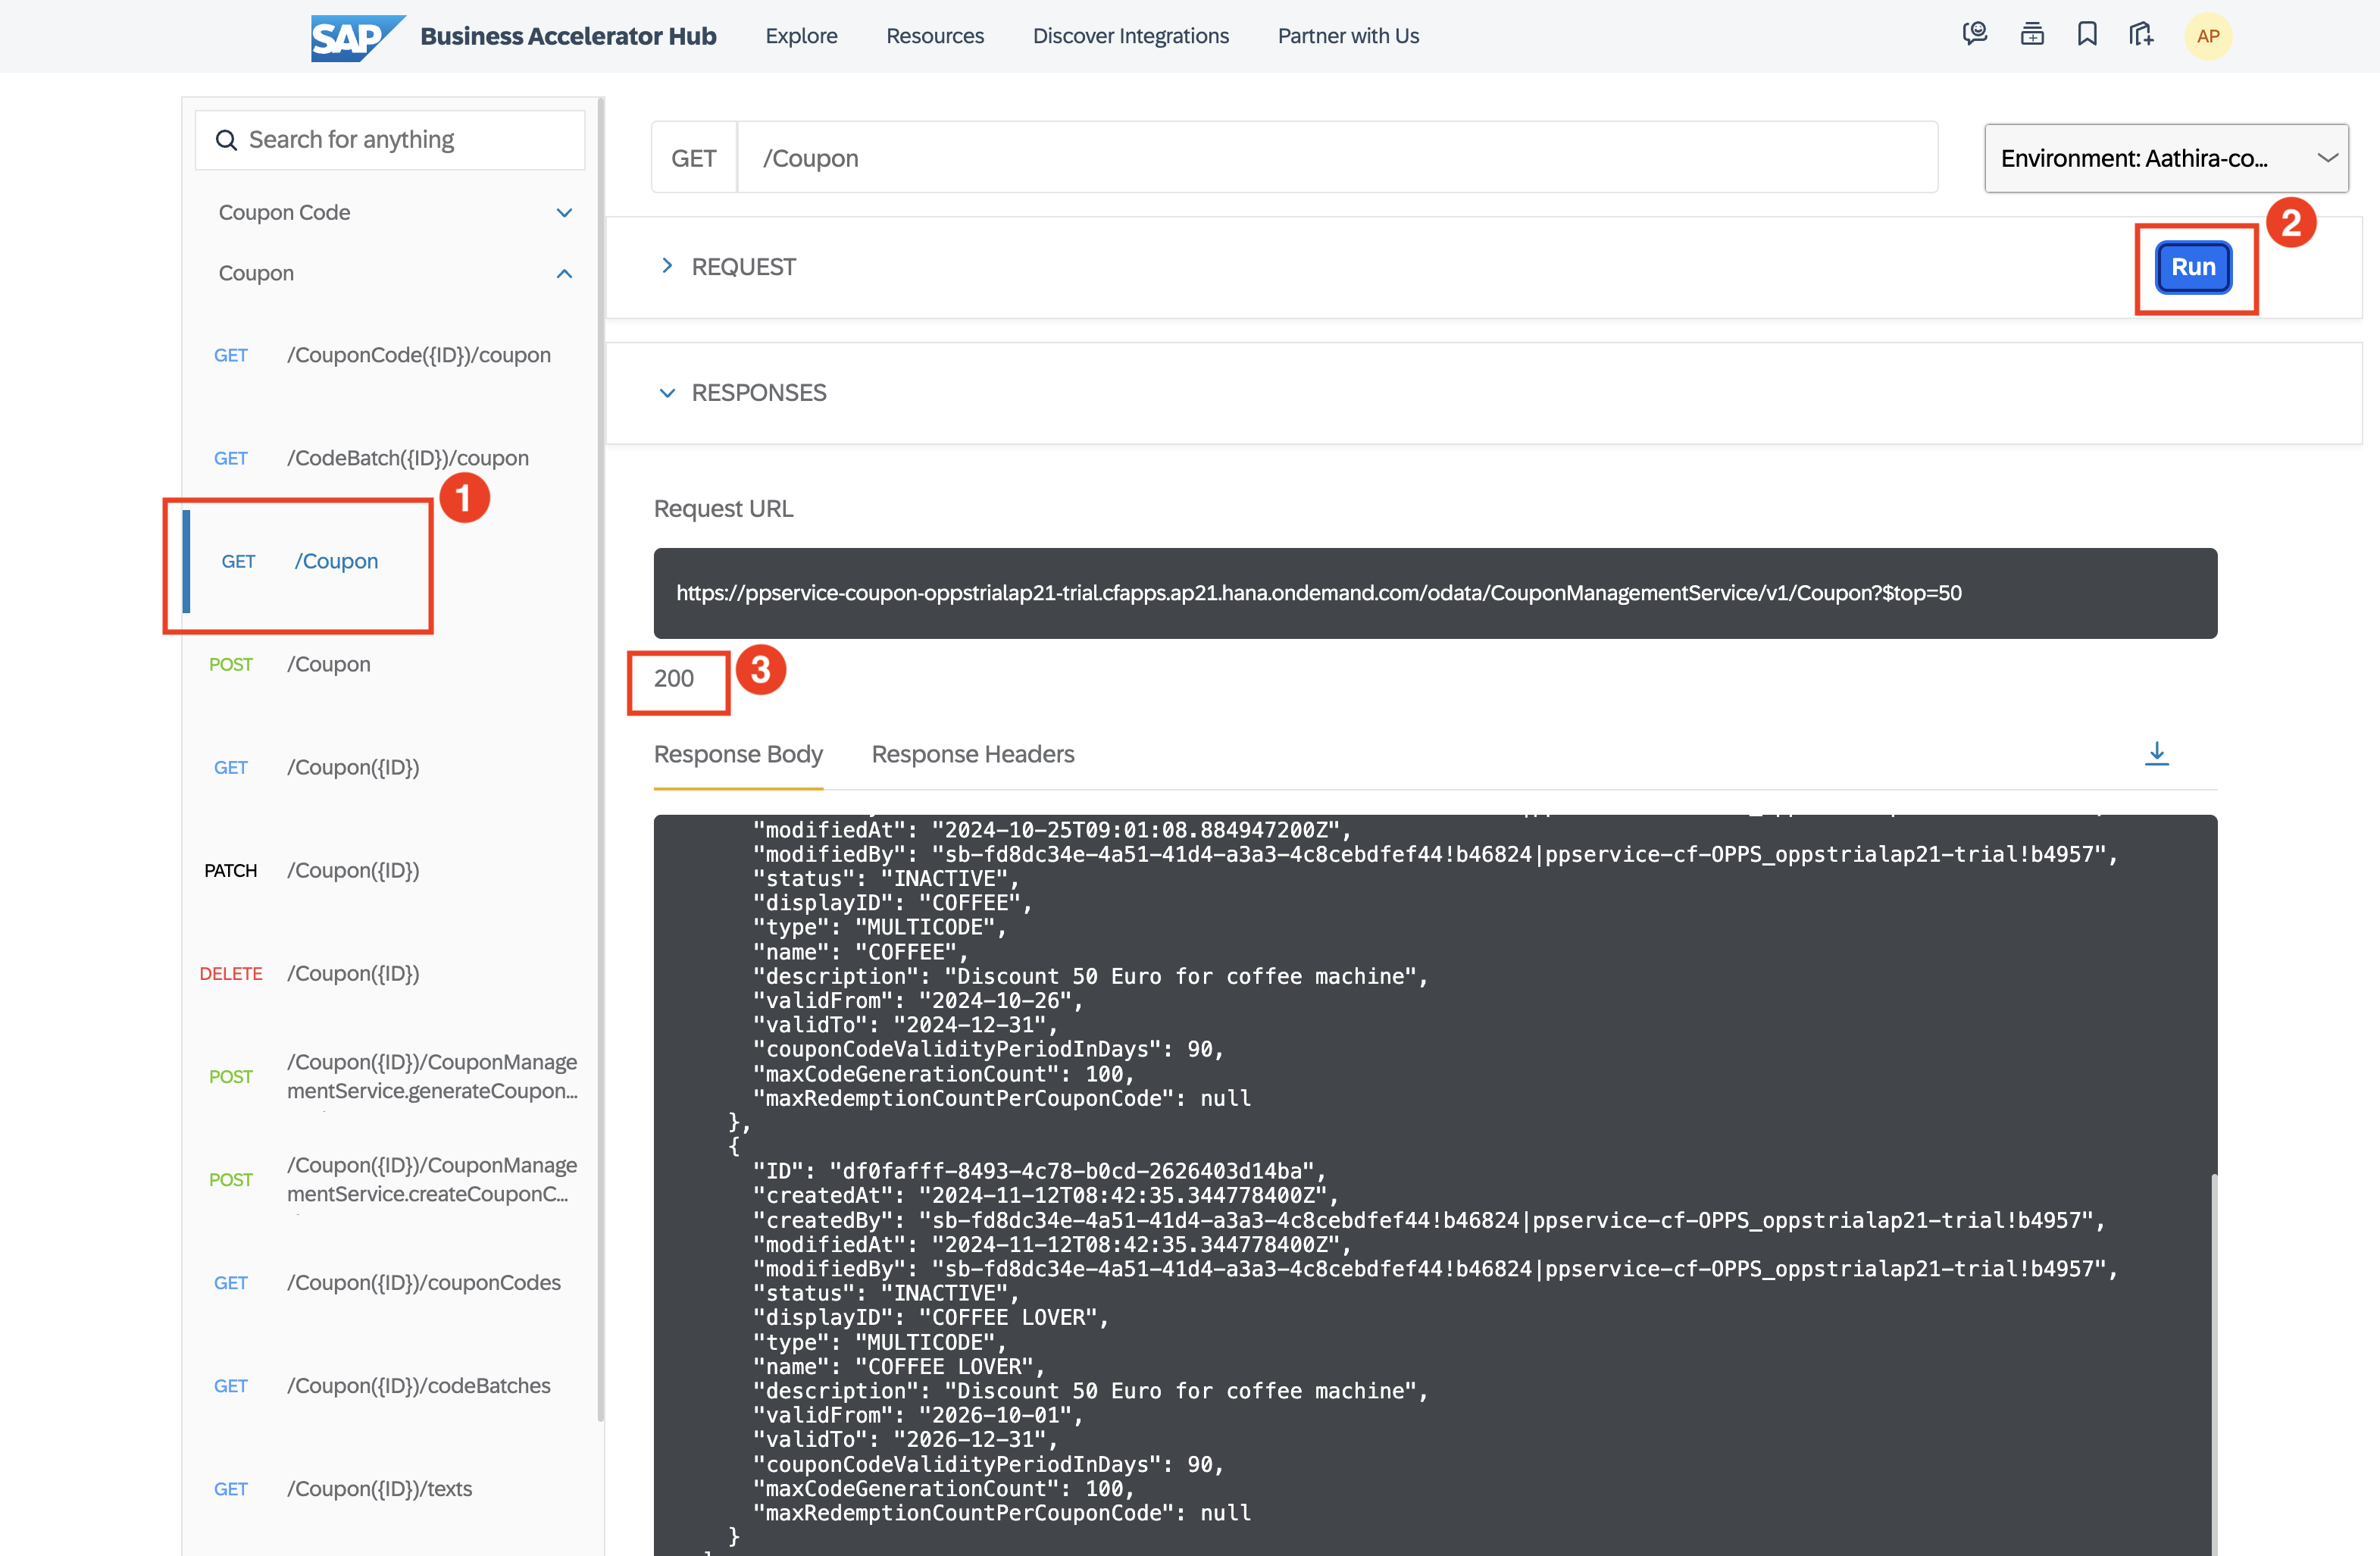 SAP Business Accelerator Hub Explore Resources Discover Integrations Partner with Us AP
Search for anything
Coupon Code
Coupon
GET /CouponCode({ID})/coupon
GET /CodeBatch({ID})/coupon
1
GET /Coupon
POST /Coupon
GET /Coupon({ID})
PATCH /Coupon({ID})
DELETE /Coupon({ID})
POST /Coupon({ID})/CouponManage
mentService.generateCoupon...
POST /Coupon({ID})/CouponManage
mentService.createCouponC...
GET /Coupon({ID})/couponCodes
GET /Coupon({ID})/codeBatches
GET /Coupon({ID})/texts
GET /Coupon
Environment: Aathira-co...
2
REQUEST
Run
RESPONSES
Request URL
https://ppservice-coupon-oppstrialap21-trial.cfapps.ap21.hana.ondemand.com/odata/CouponManagementService/v1/Coupon?$top=50
200
3
Response Body Response Headers
"modifiedAt": "2024-10-25T09:01:08.884947200Z",
"modifiedBy": "sb-fd8dc34e-4a51-41d4-a3a3-4c8cebdfef44!b46824|ppservice-cf-OPPS_oppstrialap21-trial!b4957",
"status": "INACTIVE",
"displayID": "COFFEE",
"type": "MULTICODE",
"name": "COFFEE",
"description": "Discount 50 Euro for coffee machine",
"validFrom": "2024-10-26",
"validTo": "2024-12-31",
"couponCodeValidityPeriodInDays": 90,
"maxCodeGenerationCount": 100,
"maxRedemptionCountPerCouponCode": null
},
{
"ID": "df0fafff-8493-4c78-b0cd-2626403d14ba",
"createdAt": "2024-11-12T08:42:35.344778400Z",
"createdBy": "sb-fd8dc34e-4a51-41d4-a3a3-4c8cebdfef44!b46824|ppservice-cf-OPPS_oppstrialap21-trial!b4957",
"modifiedAt": "2024-11-12T08:42:35.344778400Z",
"modifiedBy": "sb-fd8dc34e-4a51-41d4-a3a3-4c8cebdfef44!b46824|ppservice-cf-OPPS_oppstrialap21-trial!b4957",
"status": "INACTIVE",
"displayID": "COFFEE LOVER",
"type": "MULTICODE",
"name": "COFFEE LOVER",
"description": "Discount 50 Euro for coffee machine",
"validFrom": "2026-10-01",
"validTo": "2026-12-31",
"couponCodeValidityPeriodInDays": 90,
"maxCodeGenerationCount": 100,
"maxRedemptionCountPerCouponCode": null
}